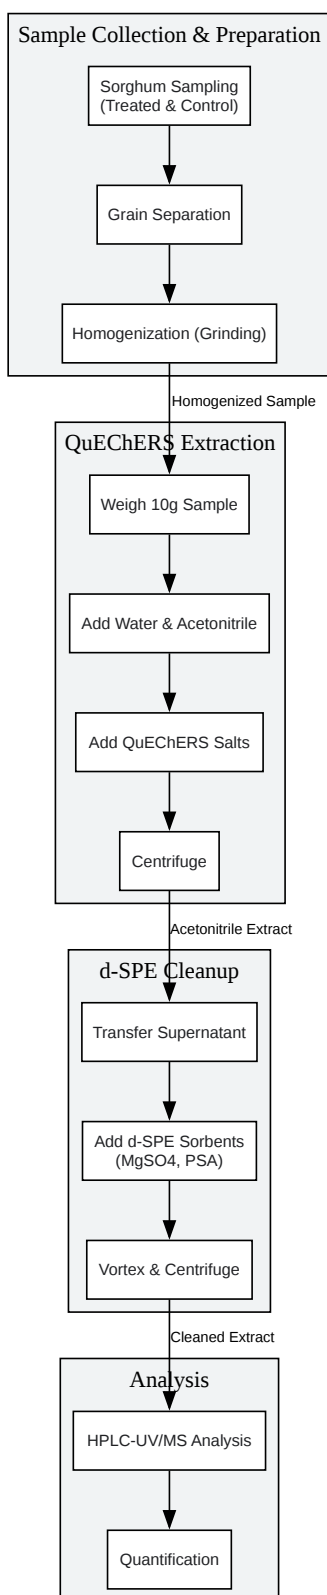 Sample Collection & Preparation
Sorghum Sampling
(Treated & Control)
Grain Separation
Homogenization (Grinding)
Homogenized Sample
QuEChERS Extraction
Weigh 10g Sample
Add Water & Acetonitrile
Add QuEChERS Salts
Centrifuge
Acetonitrile Extract
d-SPE Cleanup
Transfer Supernatant
Add d-SPE Sorbents
(MgSO4, PSA)
Vortex & Centrifuge
Cleaned Extract
Analysis
HPLC-UV/MS Analysis
Quantification